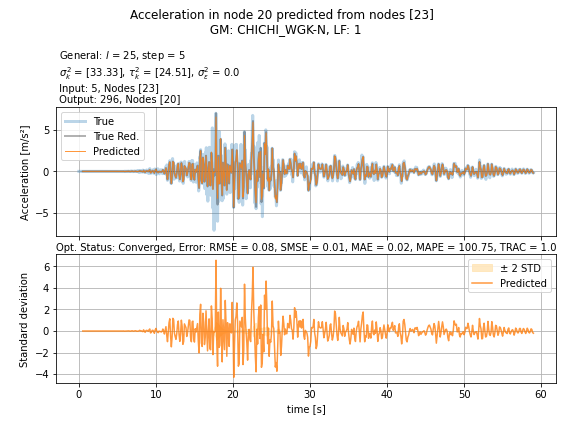 Acceleration in node 20 predicted from nodes [23]
GM: CHICHI_WGK-N, LF: 1
General: l = 25, step = 5
σ²ₖ = [33.33], τ²ₖ = [24.51], σ²ε = 0.0
Input: 5, Nodes [23]
Output: 296, Nodes [20]
True
True Red.
Predicted
Acceleration [m/s²]
5
0
−5
Opt. Status: Converged, Error: RMSE = 0.08, SMSE = 0.01, MAE = 0.02, MAPE = 100.75, TRAC = 1.0
± 2 STD
Predicted
Standard deviation
6
4
2
0
−2
−4
0 10 20 30 40 50 60
time [s]